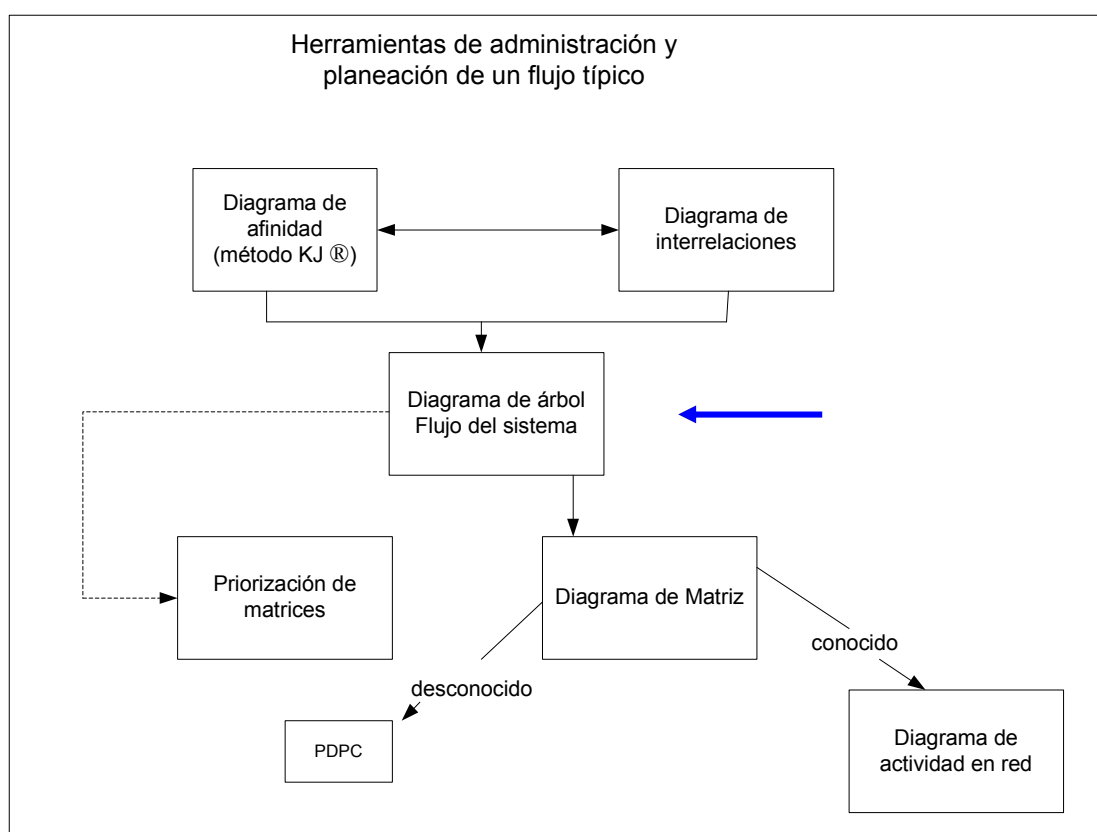 Herramientas de administración y
planeación de un flujo típico
Diagrama de
afinidad
(método KJ ®)
Diagrama de
interrelaciones
Diagrama de árbol
Flujo del sistema
Priorización de
matrices
Diagrama de Matriz
conocido
desconocido
PDPC
Diagrama de
actividad en red